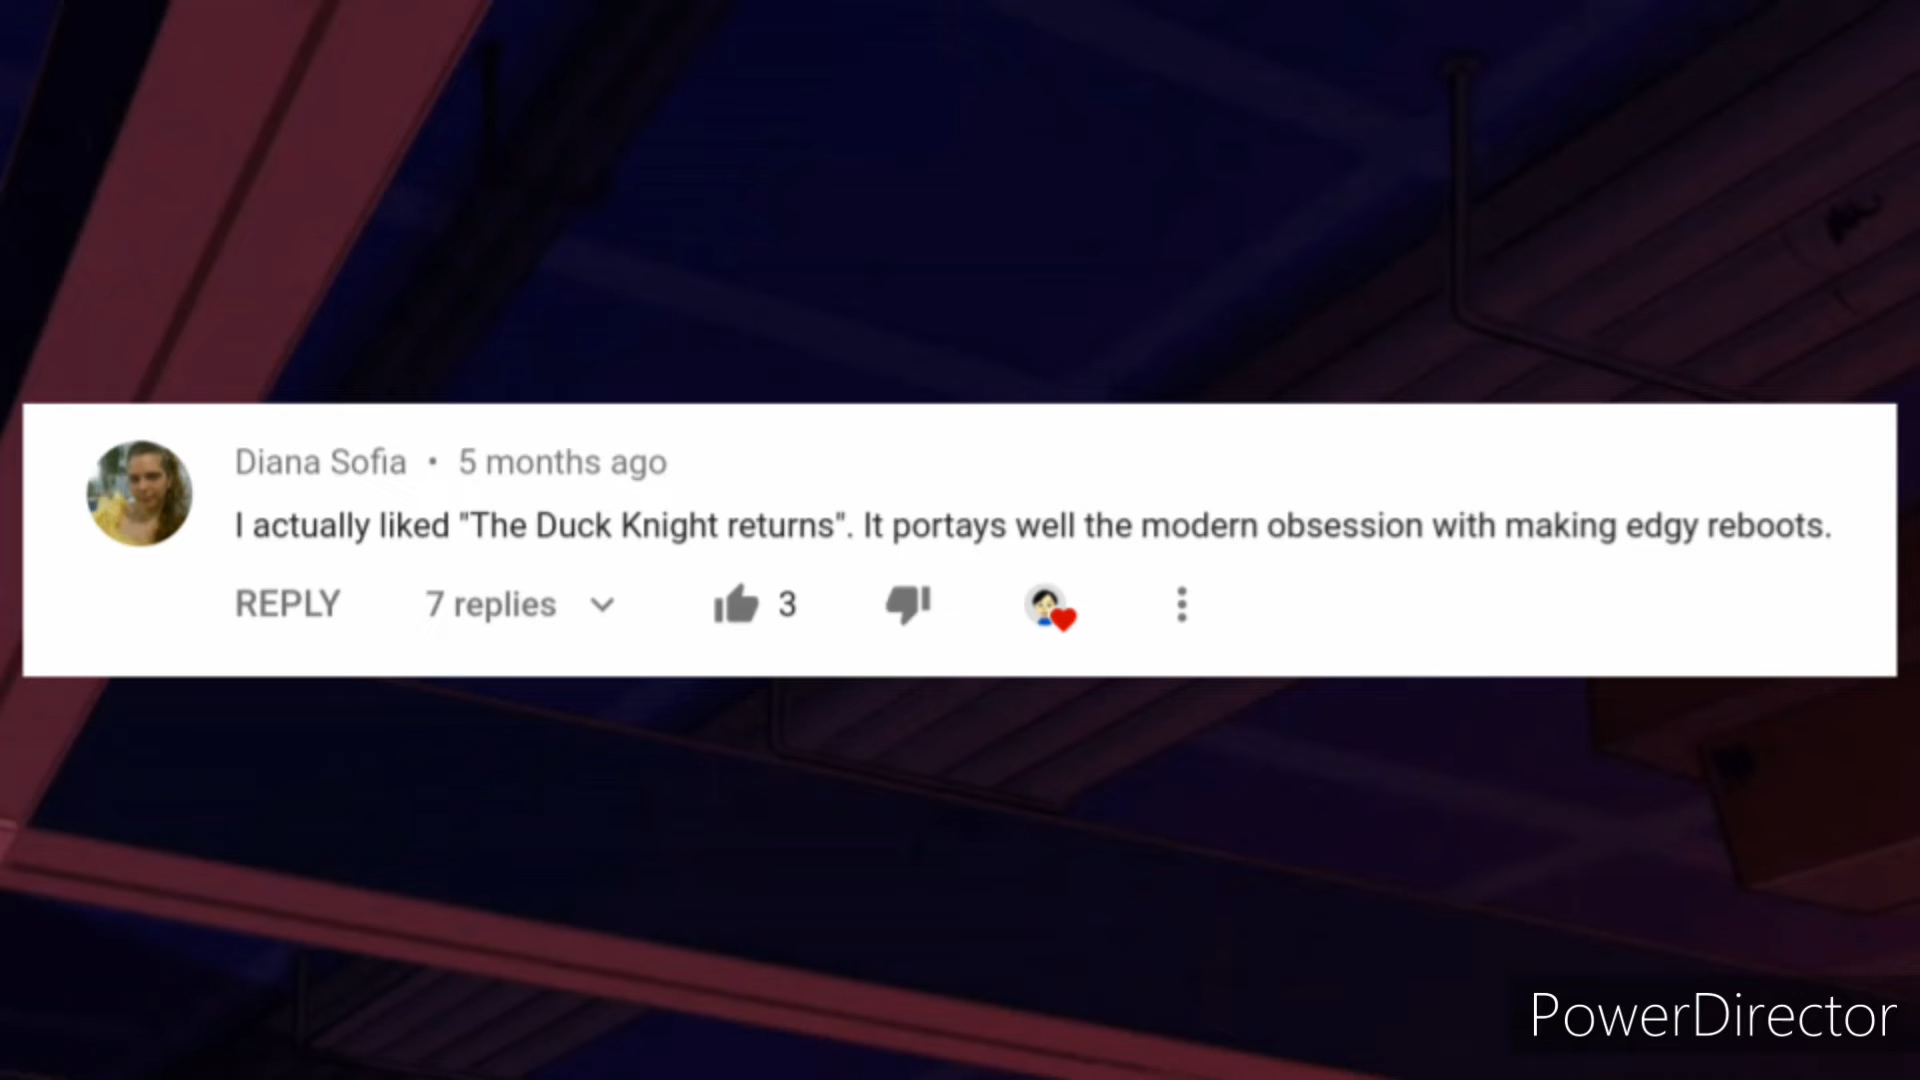 Diana Sofia • 5 months ago
I actually liked "The Duck Knight returns". It portays well the modern obsession with making edgy reboots.
REPLY 7 replies 3
PowerDirector